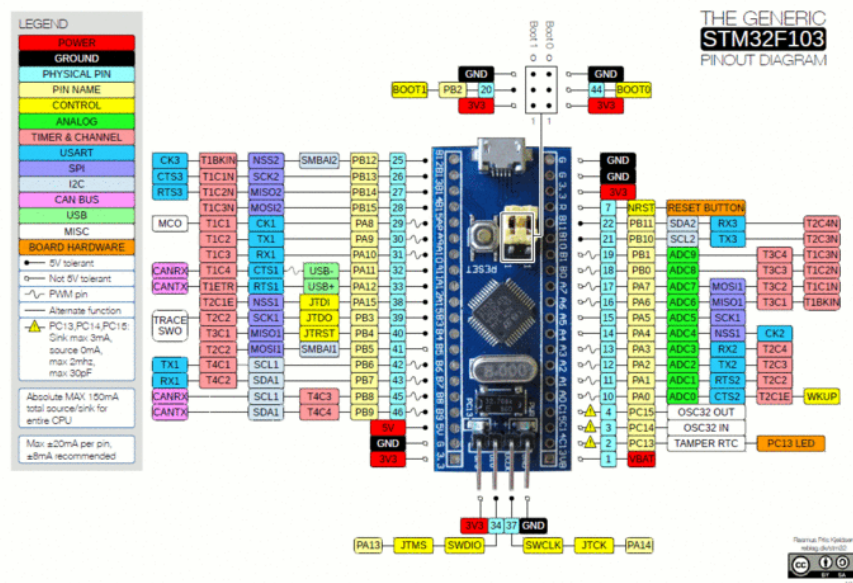 LEGEND
POWER
GROUND
PHYSICAL PIN
PIN NAME
CONTROL
ANALOG
TIMER & CHANNEL
USART
SPI
I2C
CAN BUS
USB
MISC
BOARD HARDWARE
5V tolerant
Not 5V tolerant
PWM pin
Alternate function
PC13,PC14,PC15:
Sink max 3mA,
source 0mA,
max 2mhz,
max 30pF
Absolute MAX 150mA
total source/sink for
entire CPU
Max ±20mA per pin,
±8mA recommended
THE GENERIC
STM32F103
PINOUT DIAGRAM
Boot 1 Boot 0
GND GND
BOOT1 PB2 20 44 BOOT0
3V3 3V3
1 1
CK3 T1BKIN NSS2 SMBAI2 PB12 25
CTS3 T1C1N SCK2 PB13 26
RTS3 T1C2N MISO2 PB14 27
T1C3N MOSI2 PB15 28
MCO T1C1 CK1 PA8 29
T1C2 TX1 PA9 30
T1C3 RX1 PA10 31
CANRX T1C4 CTS1 USB- PA11 32
CANTX T1ETR RTS1 USB+ PA12 33
T2C1E NSS1 JTDI PA15 38
TRACE SWO T2C2 SCK1 JTDO PB3 39
T3C1 MISO1 JTRST PB4 40
T2C2 MOSI1 SMBAI1 PB5 41
TX1 T4C1 SCL1 PB6 42
RX1 T4C2 SDA1 PB7 43
CANRX SCL1 T4C3 PB8 45
CANTX SDA1 T4C4 PB9 46
5V
GND
3V3
GND
GND
3V3
7 NRST RESET BUTTON
22 PB11 SDA2 RX3 T2C4N
21 PB10 SCL2 TX3 T2C3N
19 PB1 ADC9 T3C4 T1C3N
18 PB0 ADC8 T3C3 T1C2N
17 PA7 ADC7 MOSI1 T3C2 T1C1N
16 PA6 ADC6 MISO1 T3C1 T1BKIN
15 PA5 ADC5 SCK1
14 PA4 ADC4 NSS1 CK2
13 PA3 ADC3 RX2 T2C4
12 PA2 ADC2 TX2 T2C3
11 PA1 ADC1 RTS2 T2C2
10 PA0 ADC0 CTS2 T2C1E WKUP
4 PC15 OSC32 OUT
3 PC14 OSC32 IN
2 PC13 TAMPER RTC PC13 LED
1 VBAT
RESET
8.000
PC13
3V3 34 37 GND
PA13 JTMS SWDIO SWCLK JTCK PA14
cc
BY SA